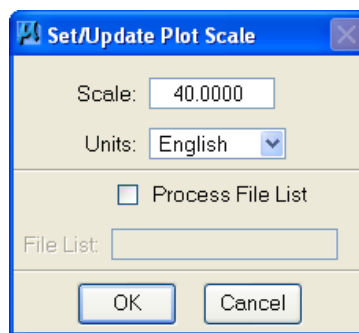 Set/Update Plot Scale
Scale: 40.0000
Units: English
Process File List
File List:
OK Cancel